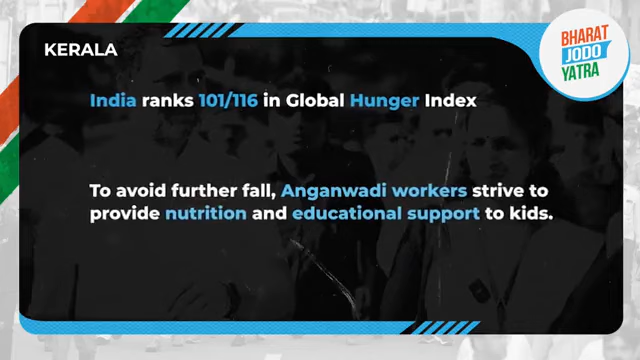 KERALA
BHARAT
JODO
YATRA
India ranks 101/116 in Global Hunger Index
To avoid further fall, Anganwadi workers strive to
provide nutrition and educational support to kids.